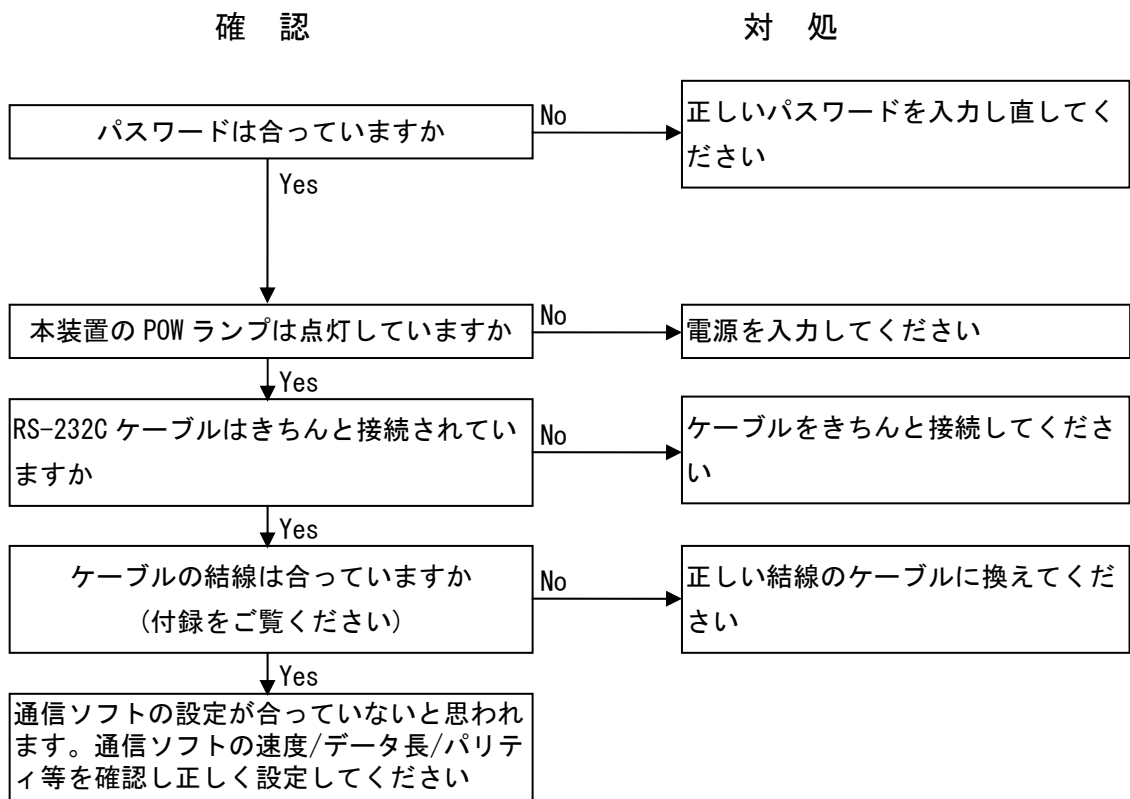 確　認
対　処
パスワードは合っていますか
No
正しいパスワードを入力し直してく
ださい
Yes
本装置の POW ランプは点灯していますか
No
電源を入力してください
Yes
RS-232C ケーブルはきちんと接続されてい
ますか
No
ケーブルをきちんと接続してくださ
い
Yes
ケーブルの結線は合っていますか
(付録をご覧ください)
No
正しい結線のケーブルに換えてくだ
さい
Yes
通信ソフトの設定が合っていないと思われ
ます。通信ソフトの速度/データ長/パリテ
ィ等を確認し正しく設定してください